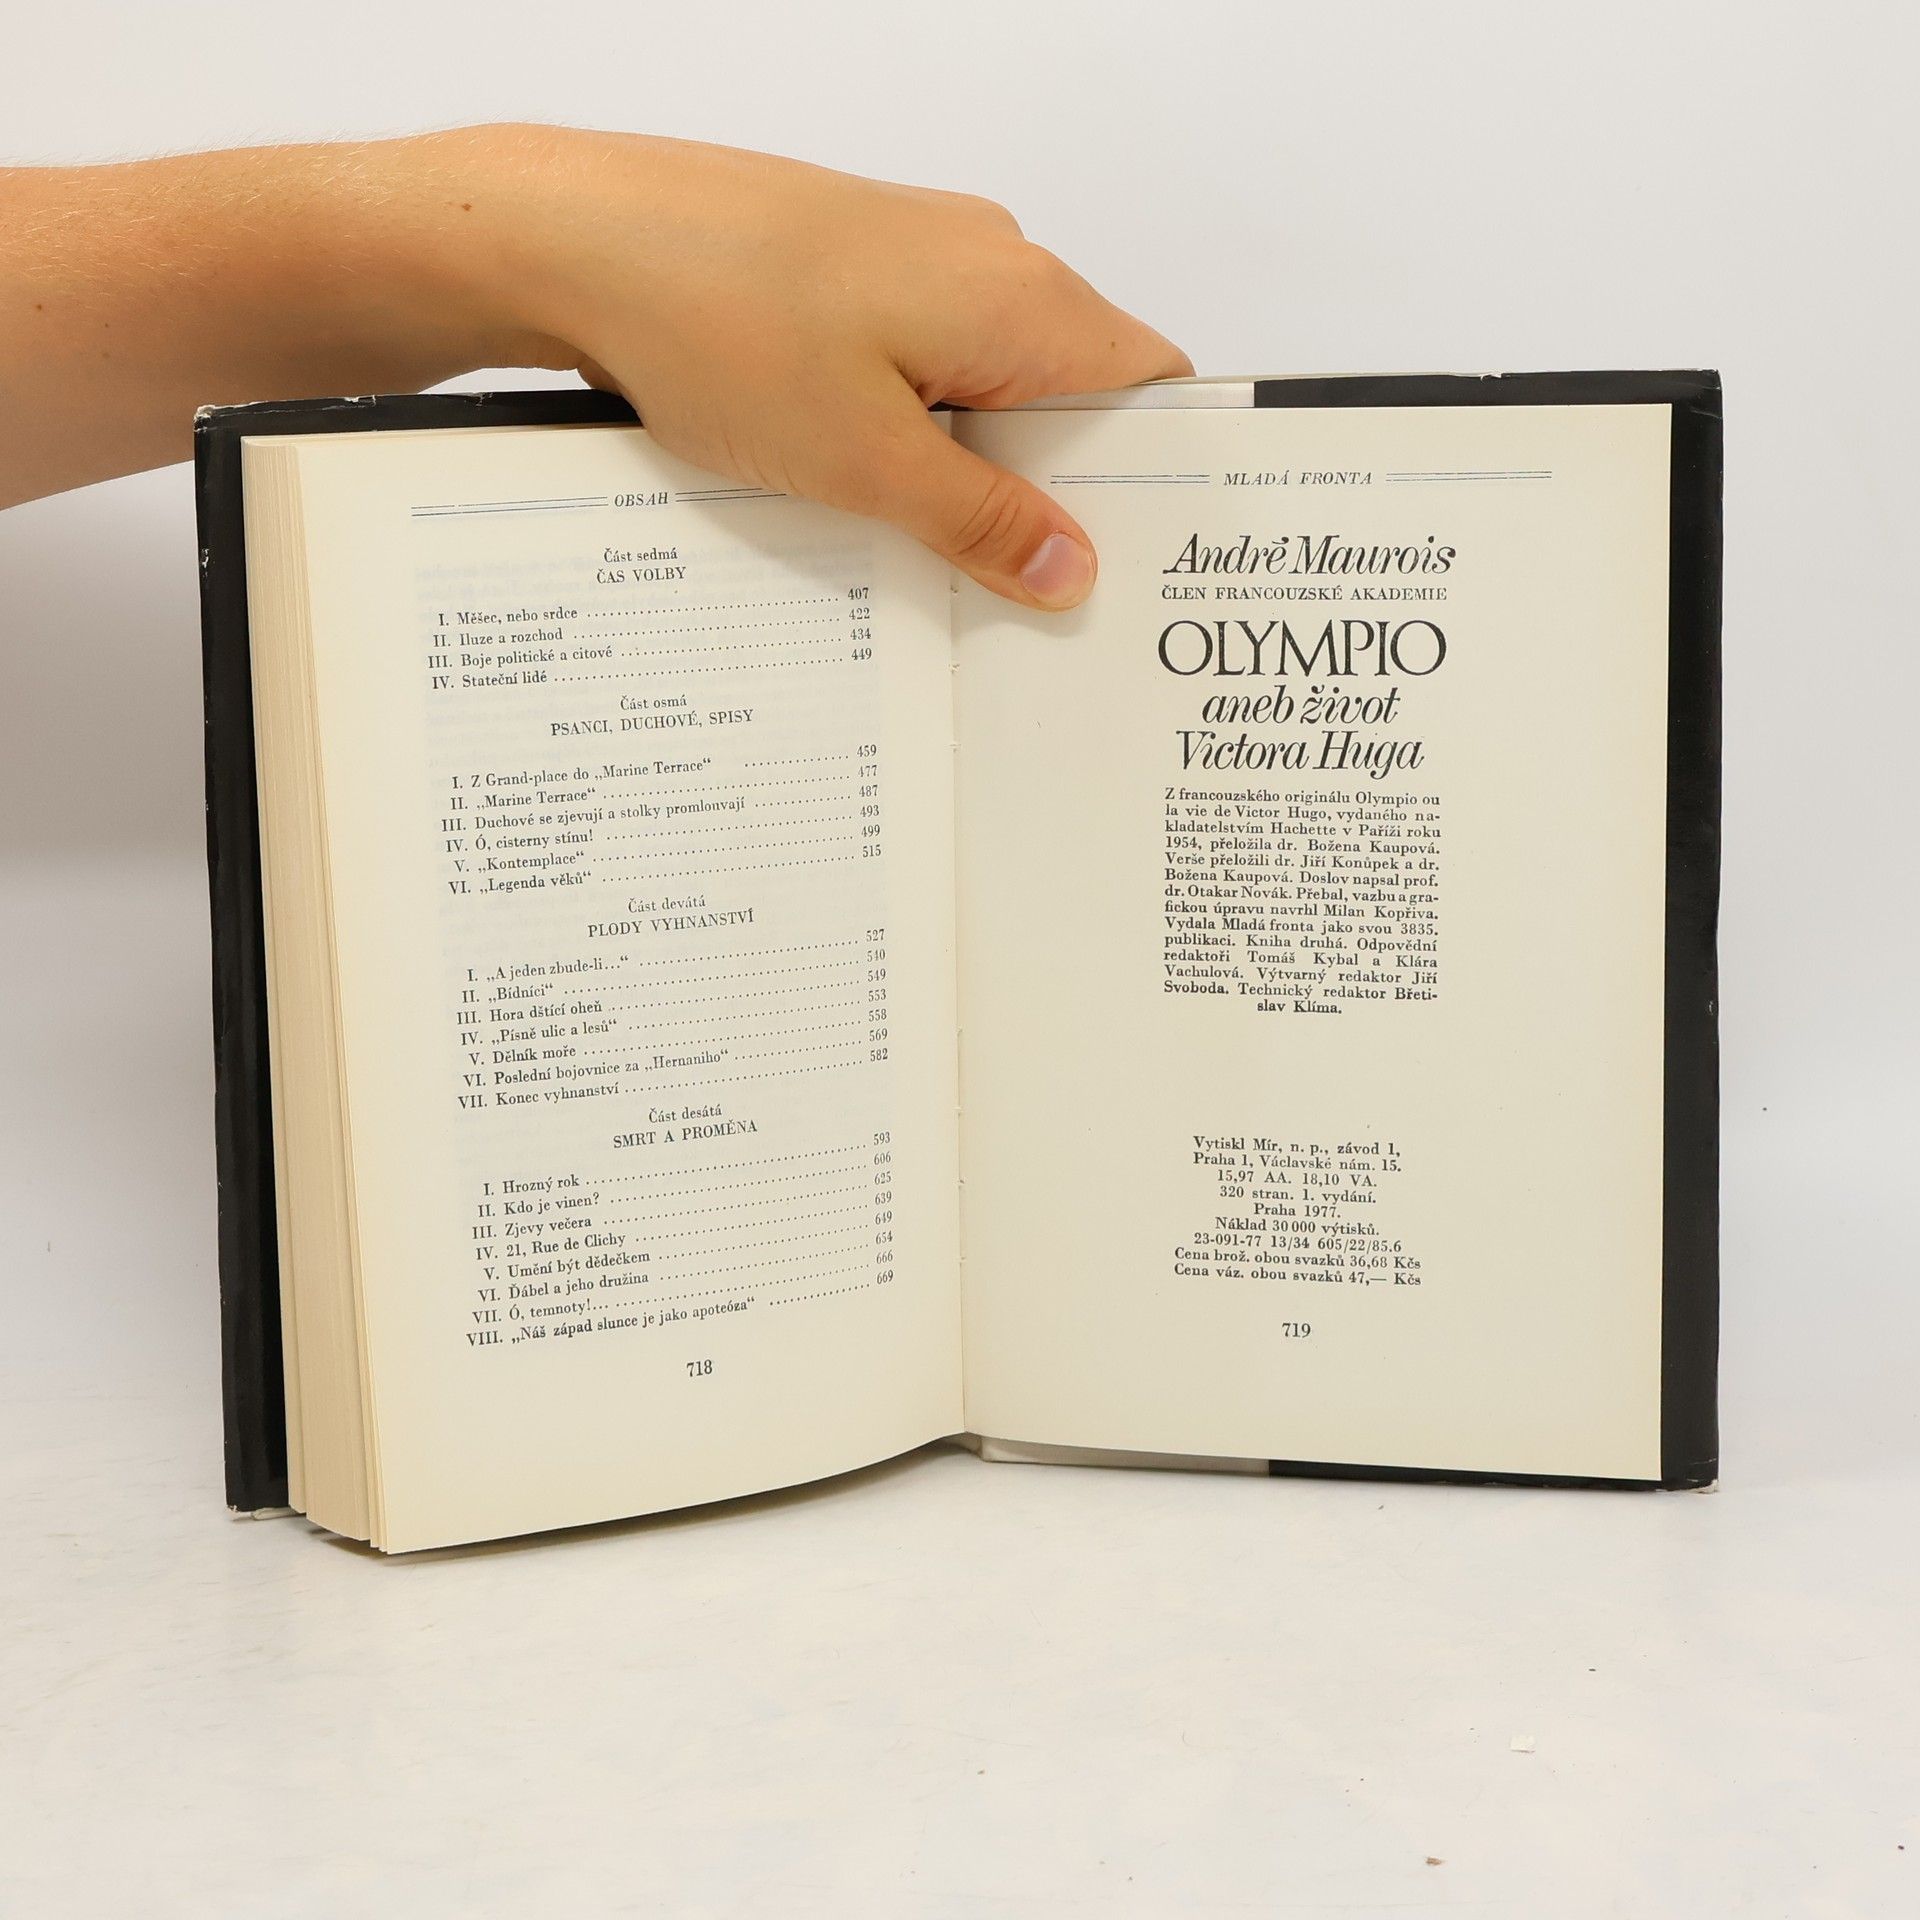 OBSAH
Část sedmá
ČAS VOLBY
I. Měšec, nebo srdce 407
II. Iluze a rozchod 422
III. Boje politické a citové 434
IV. Stateční lidé 449
Část osmá
PSANCI, DUCHOVÉ, SPISY
I. Z Grand-place do „Marine Terrace“ 459
II. „Marine Terrace“ 477
III. Duchové se zjevují a stolky promlouvají 487
IV. Ó, cisterny stínu! 493
V. „Kontemplace“ 499
VI. „Legenda věků“ 515
Část devátá
PLODY VYHNANSTVÍ
I. „A jeden zbude-li...“ 527
II. „Bídníci“ 540
III. Hora dštící oheň 549
IV. „Písně ulic a lesů“ 553
V. Dělník moře 558
VI. Poslední bojovnice za „Hernaniho“ 569
VII. Konec vyhnanství 582
Část desátá
SMRT A PROMĚNA
I. Hrozný rok 593
II. Kdo je vinen? 606
III. Zjevy večera 625
IV. 21, Rue de Clichy 639
V. Umění být dědečkem 649
VI. Ďábel a jeho družina 654
VII. Ó, temnoty!... 666
VIII. „Náš západ slunce je jako apoteóza“ 669
718
MLADÁ FRONTA
André Maurois
ČLEN FRANCOUZSKÉ AKADEMIE
OLYMPIO
aneb život
Victora Huga
Z francouzského originálu Olympio ou
la vie de Victor Hugo, vydaného na-
kladatelstvím Hachette v Paříži roku
1954, přeložila dr. Božena Kaupová.
Verše přeložili dr. Jiří Konůpek a dr.
Božena Kaupová. Doslov napsal prof.
dr. Otakar Novák. Přebal, vazbu a gra-
fickou úpravu navrhl Milan Kopřiva.
Vydala Mladá fronta jako svou 3835.
publikaci. Kniha druhá. Odpovědní
redaktoři Tomáš Kybal a Klára
Vachulová. Výtvarný redaktor Jiří
Svoboda. Technický redaktor Břeti-
slav Klíma.
Vytiskl Mír, n. p., závod 1,
Praha 1, Václavské nám. 15.
15,97 AA. 18,10 VA.
320 stran. 1. vydání.
Praha 1977.
Náklad 30 000 výtisků.
23-091-77 13/34 605/22/85.6
Cena brož. obou svazků 36,68 Kčs
Cena váz. obou svazků 47,— Kčs
719